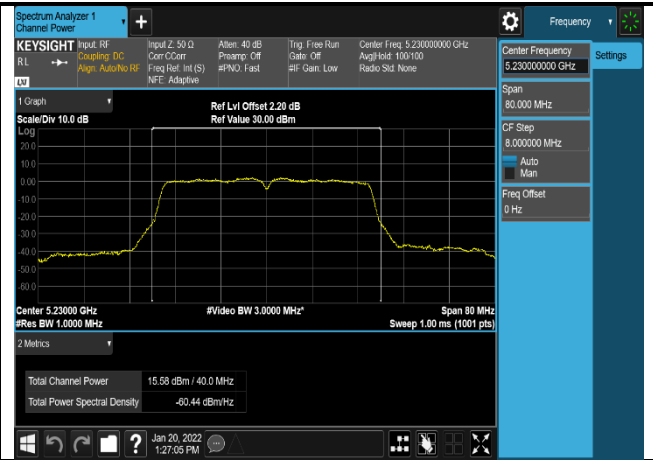 Spectrum Analyzer 1
Channel Power
+
Frequency
KEYSIGHT
RL
LXI
Input: RF
Coupling: DC
Align: Auto/No RF
Input Z: 50 Ω
Corr CCorr
Freq Ref: Int (S)
NFE: Adaptive
Atten: 40 dB
Preamp: Off
#PNO: Fast
Trig: Free Run
Gate: Off
#IF Gain: Low
Center Freq: 5.230000000 GHz
Avg|Hold: 100/100
Radio Std: None
Center Frequency
5.230000000 GHz
Settings
Span
80.000 MHz
CF Step
8.000000 MHz
Auto
Man
Freq Offset
0 Hz
1 Graph
Scale/Div 10.0 dB
Ref Lvl Offset 2.20 dB
Ref Value 30.00 dBm
Log
20.0
10.0
0.00
-10.0
-20.0
-30.0
-40.0
-50.0
-60.0
Center 5.23000 GHz
#Video BW 3.0000 MHz*
Span 80 MHz
#Res BW 1.0000 MHz
Sweep 1.00 ms (1001 pts)
2 Metrics
Total Channel Power
15.58 dBm / 40.0 MHz
Total Power Spectral Density
-60.44 dBm/Hz
?
Jan 20, 2022
1:27:05 PM